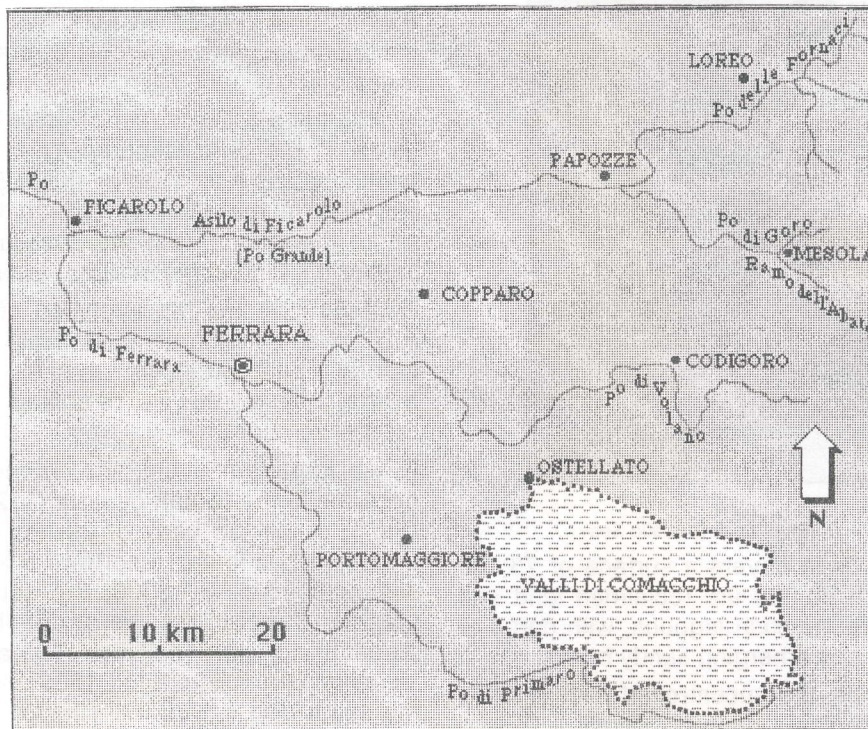 LOREO
Po delle Fornaci
PAPOZZE
Po
FICAROLO
Asilo di Ficarolo
(Po Grande)
Po di Goro
MESOLA
Ramo dell'Abate
COPPARO
FERRARA
Po di Ferrara
CODIGORO
Po di Volano
OSTELLATO
N
PORTOMAGGIORE
VALLI DI COMACCHIO
0 10 km 20
Po di Primaro